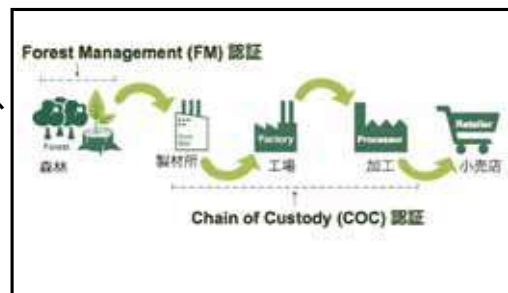 Forest Management (FM) 認証
Forest
Factory
Processor
Retailer
森林
製材所
工場
加工
小売店
Chain of Custody (COC) 認証